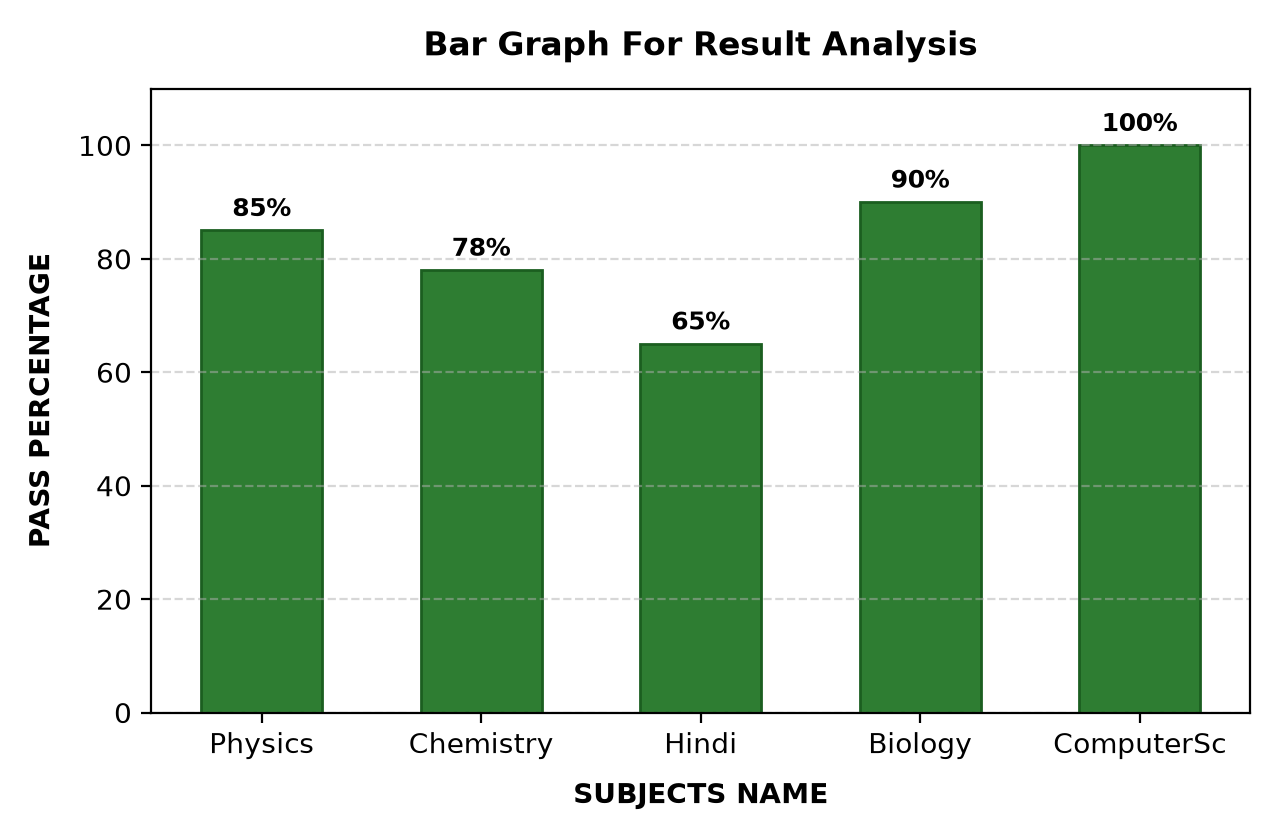 Bar Graph For Result Analysis
PASS PERCENTAGE
100
80
60
40
20
0
85%
78%
65%
90%
100%
Physics
Chemistry
Hindi
Biology
ComputerSc
SUBJECTS NAME